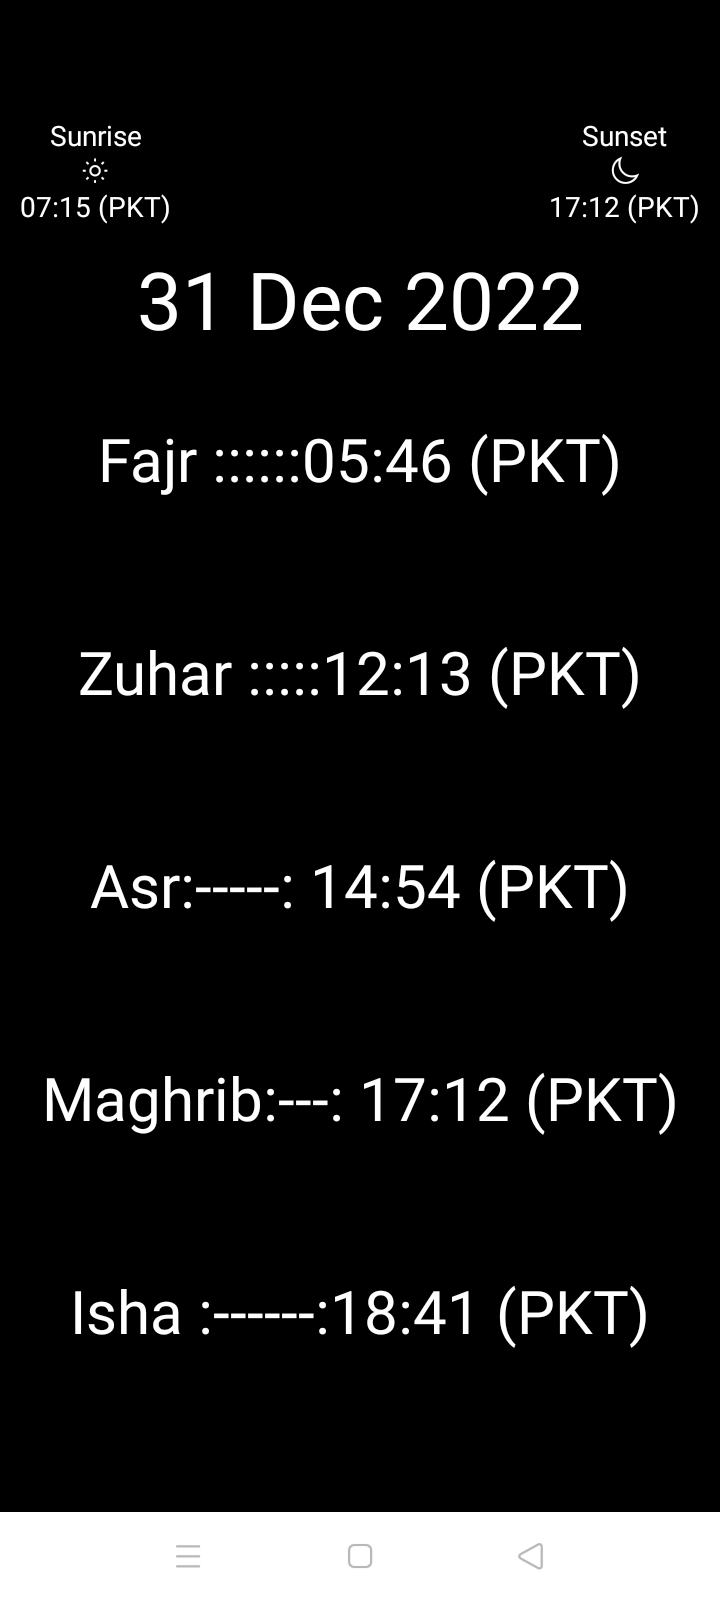 Sunrise
Sunset
07:15 (PKT)
17:12 (PKT)
31 Dec 2022
Fajr ::::::05:46 (PKT)
Zuhar :::::12:13 (PKT)
Asr:-----: 14:54 (PKT)
Maghrib:---: 17:12 (PKT)
Isha :------:18:41 (PKT)